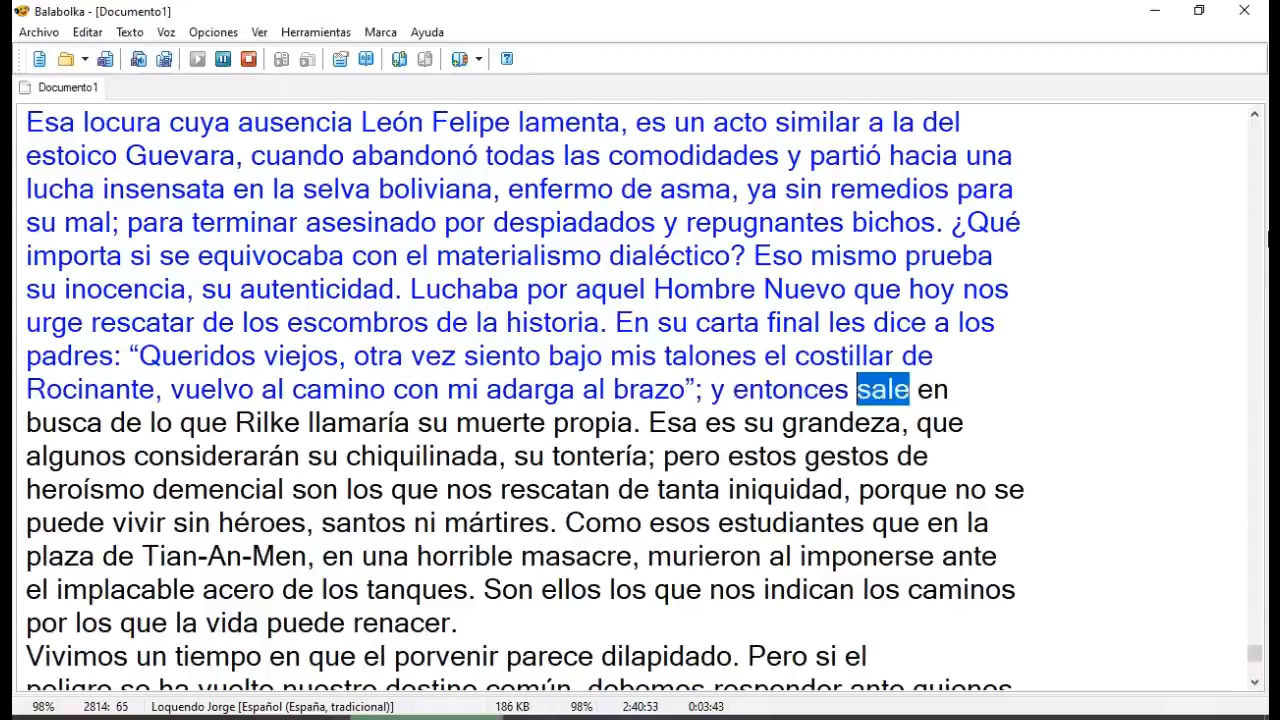 Balabolka - [Documento1]
Archivo Editar Texto Voz Opciones Ver Herramientas Marca Ayuda
Documento1
Esa locura cuya ausencia León Felipe lamenta, es un acto similar a la del
estoico Guevara, cuando abandonó todas las comodidades y partió hacia una
lucha insensata en la selva boliviana, enfermo de asma, ya sin remedios para
su mal; para terminar asesinado por despiadados y repugnantes bichos. ¿Qué
importa si se equivocaba con el materialismo dialéctico? Eso mismo prueba
su inocencia, su autenticidad. Luchaba por aquel Hombre Nuevo que hoy nos
urge rescatar de los escombros de la historia. En su carta final les dice a los
padres: “Queridos viejos, otra vez siento bajo mis talones el costillar de
Rocinante, vuelvo al camino con mi adarga al brazo”; y entonces sale en
busca de lo que Rilke llamaría su muerte propia. Esa es su grandeza, que
algunos considerarán su chiquilinada, su tontería; pero estos gestos de
heroísmo demencial son los que nos rescatan de tanta iniquidad, porque no se
puede vivir sin héroes, santos ni mártires. Como esos estudiantes que en la
plaza de Tian-An-Men, en una horrible masacre, murieron al imponerse ante
el implacable acero de los tanques. Son ellos los que nos indican los caminos
por los que la vida puede renacer.
Vivimos un tiempo en que el porvenir parece dilapidado. Pero si el
peligro se ha vuelto nuestro destino común, debemos responder ante quienes
98% 2814: 65 Loquendo Jorge [Español (España, tradicional)] 186 KB 98% 2:40:53 0:03:43